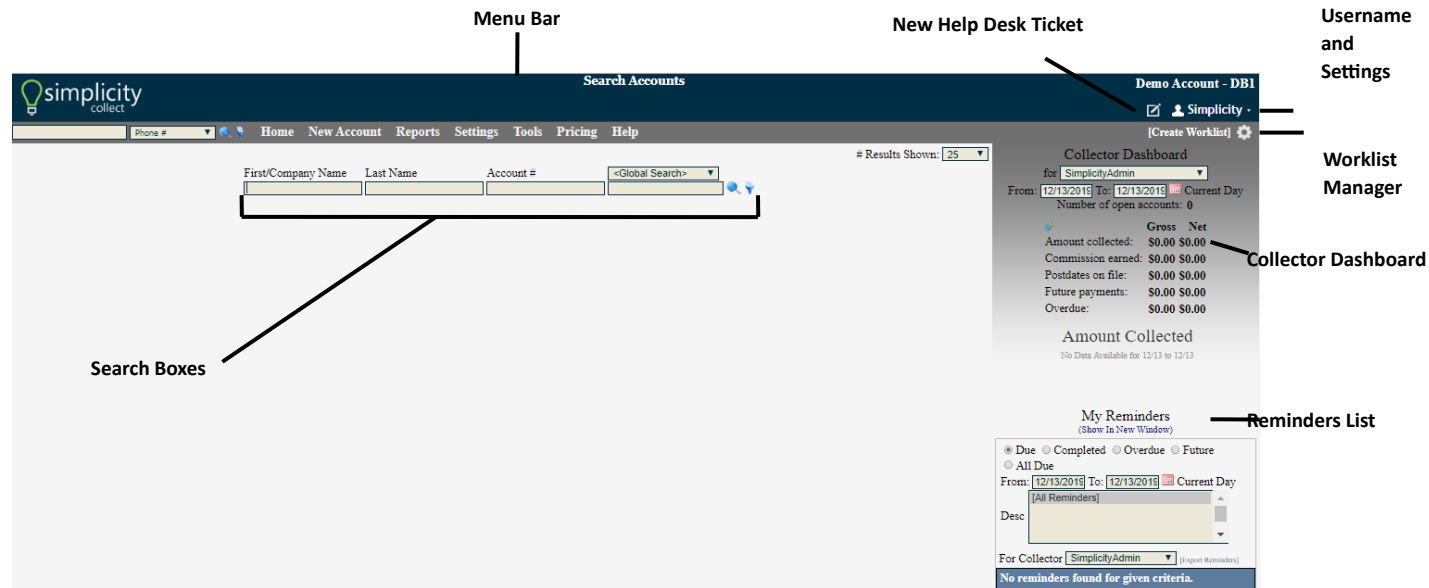 Menu Bar
New Help Desk Ticket
Username
and
Settings
simplicity
collect
Search Accounts
Demo Account - DB1
Simplicity
Phone #
Home New Account Reports Settings Tools Pricing Help
[Create Worklist]
Worklist
Manager
# Results Shown: 25
First/Company Name Last Name Account # <Global Search>
Collector Dashboard
for SimplicityAdmin
From: 12/13/2019 To: 12/13/2019 Current Day
Number of open accounts: 0
Gross Net
Amount collected: $0.00 $0.00
Commission earned: $0.00 $0.00
Postdates on file: $0.00 $0.00
Future payments: $0.00 $0.00
Overdue: $0.00 $0.00
Collector Dashboard
Amount Collected
No Data Available for 12/13 to 12/13
Search Boxes
My Reminders
(Show In New Window)
Reminders List
Due Completed Overdue Future
All Due
From: 12/13/2019 To: 12/13/2019 Current Day
[All Reminders]
Desc
For Collector SimplicityAdmin [Export Reminders]
No reminders found for given criteria.